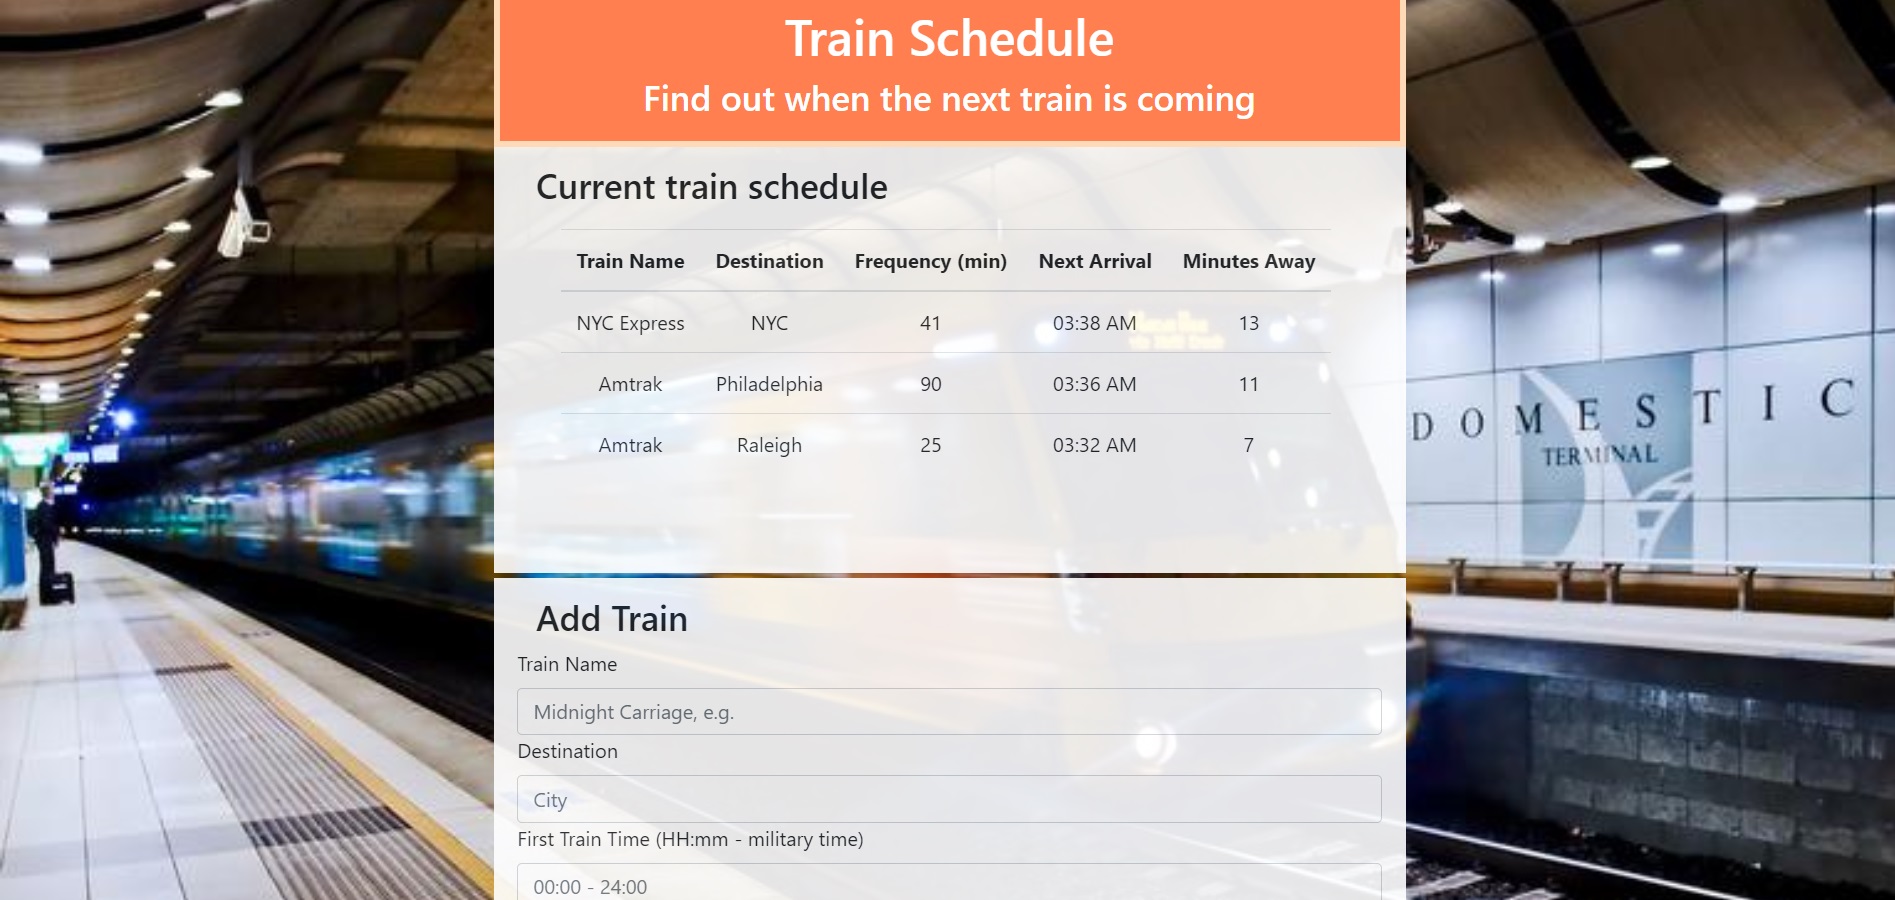 Train Schedule
Find out when the next train is coming
Current train schedule
Train Name Destination Frequency (min) Next Arrival Minutes Away
NYC Express NYC 41 03:38 AM 13
Amtrak Philadelphia 90 03:36 AM 11
Amtrak Raleigh 25 03:32 AM 7
DOMESTIC
TERMINAL
Add Train
Train Name
Midnight Carriage, e.g.
Destination
City
First Train Time (HH:mm - military time)
00:00 - 24:00